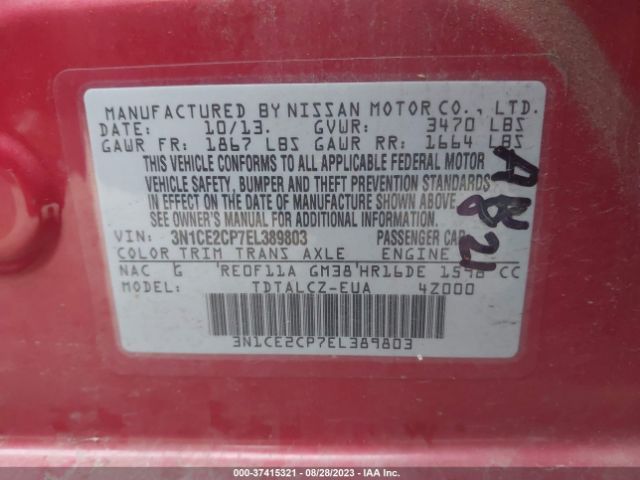 MANUFACTURED BY NISSAN MOTOR CO., LTD.
DATE: 10/13. GVWR: 3470 LBS
GAWR FR: 1867 LBS GAWR RR: 1664 LBS
THIS VEHICLE CONFORMS TO ALL APPLICABLE FEDERAL MOTOR
VEHICLE SAFETY, BUMPER AND THEFT PREVENTION STANDARDS
IN EFFECT ON THE DATE OF MANUFACTURE SHOWN ABOVE.
SEE OWNER'S MANUAL FOR ADDITIONAL INFORMATION.
VIN: 3N1CE2CP7EL389803 PASSENGER CAR
COLOR TRIM TRANS AXLE ENGINE
NAC G RE0F11A GM38 HR16DE 1598 CC
MODEL: TDTALCZ-EUA 4Z000
3N1CE2CP7EL389803
000-37415321 - 08/28/2023 - IAA Inc.